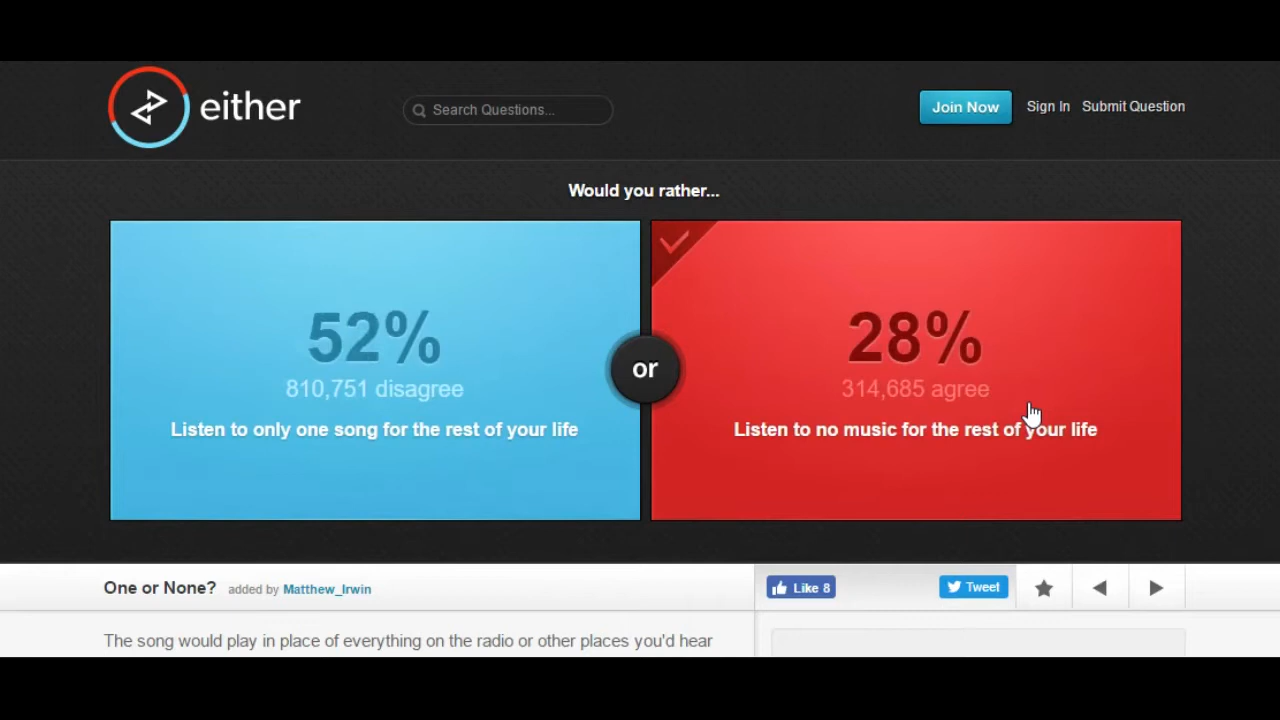 either
Search Questions...
Join Now
Sign In
Submit Question
Would you rather...
52%
810,751 disagree
Listen to only one song for the rest of your life
or
28%
314,685 agree
Listen to no music for the rest of your life
One or None? added by Matthew_Irwin
Like 8
Tweet
The song would play in place of everything on the radio or other places you'd hear